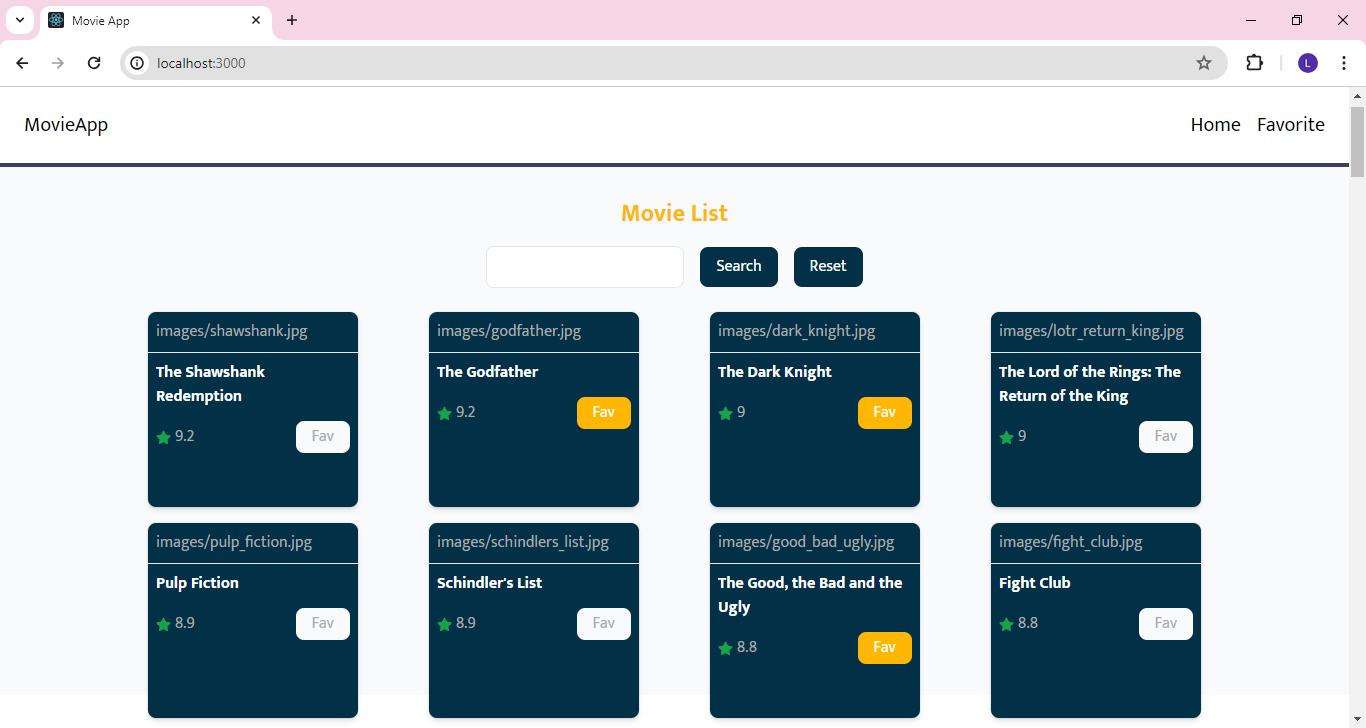 Movie App
localhost:3000
L
MovieApp
Home Favorite
Movie List
Search Reset
images/shawshank.jpg
The Shawshank
Redemption
9.2 Fav
images/godfather.jpg
The Godfather
9.2 Fav
images/dark_knight.jpg
The Dark Knight
9 Fav
images/lotr_return_king.jpg
The Lord of the Rings: The
Return of the King
9 Fav
images/pulp_fiction.jpg
Pulp Fiction
8.9 Fav
images/schindlers_list.jpg
Schindler's List
8.9 Fav
images/good_bad_ugly.jpg
The Good, the Bad and the
Ugly
8.8 Fav
images/fight_club.jpg
Fight Club
8.8 Fav